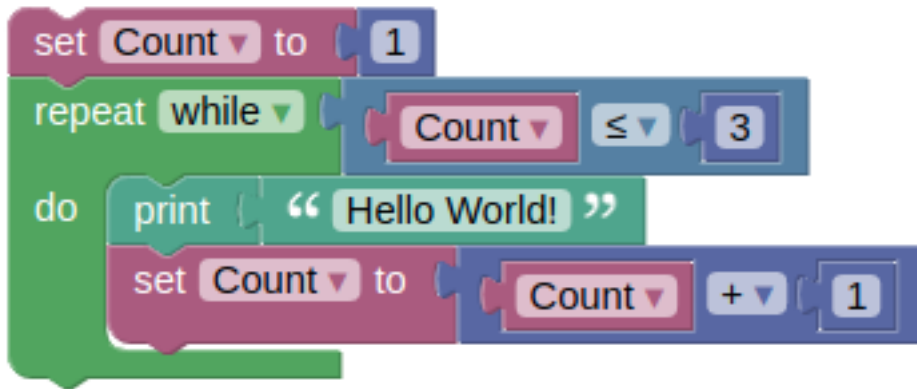 set Count ▾ to 1
repeat while ▾ Count ▾ ≤ ▾ 3
do print “ Hello World! ”
set Count ▾ to Count ▾ + ▾ 1